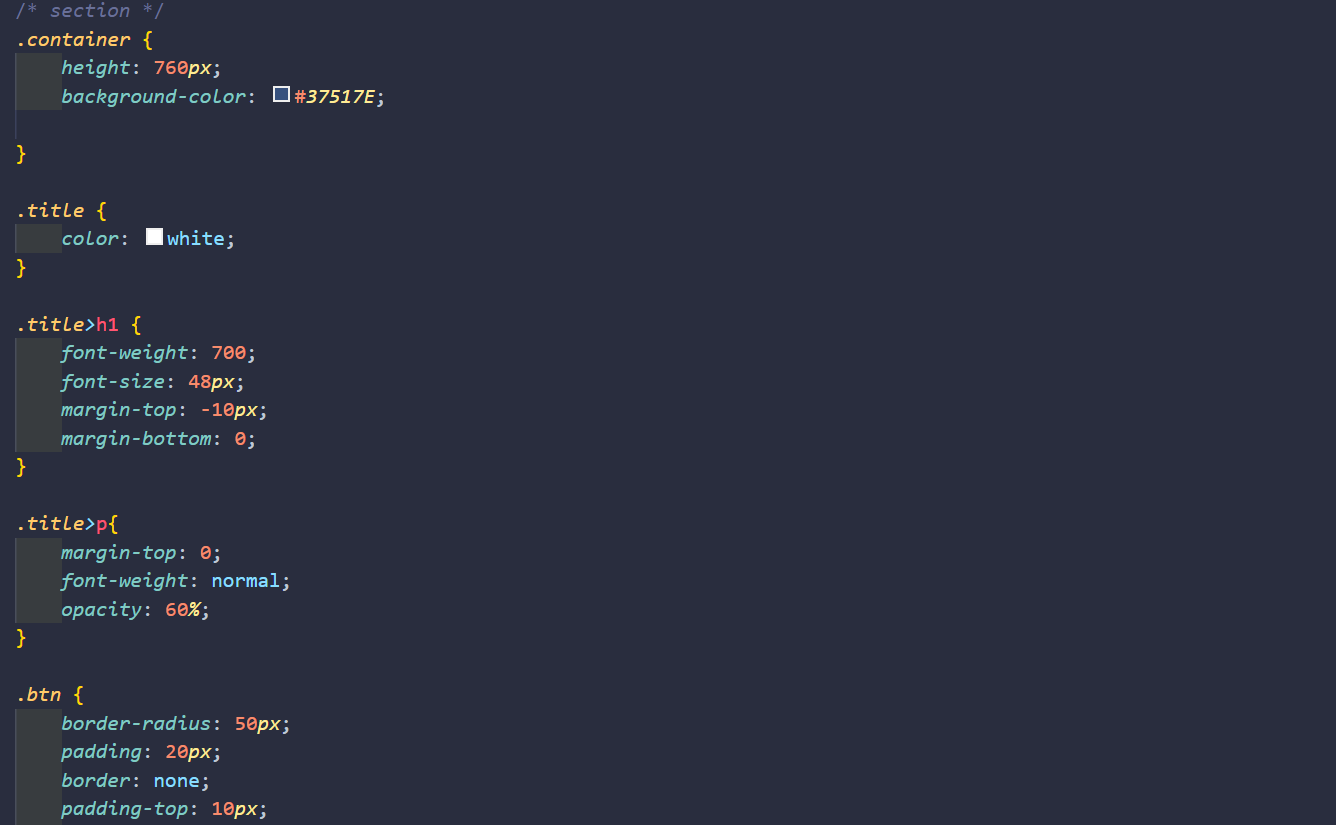 /* section */
.container {
    height: 760px;
    background-color: #37517E;

}

.title {
    color: white;
}

.title>h1 {
    font-weight: 700;
    font-size: 48px;
    margin-top: -10px;
    margin-bottom: 0;
}

.title>p{
    margin-top: 0;
    font-weight: normal;
    opacity: 60%;
}

.btn {
    border-radius: 50px;
    padding: 20px;
    border: none;
    padding-top: 10px;